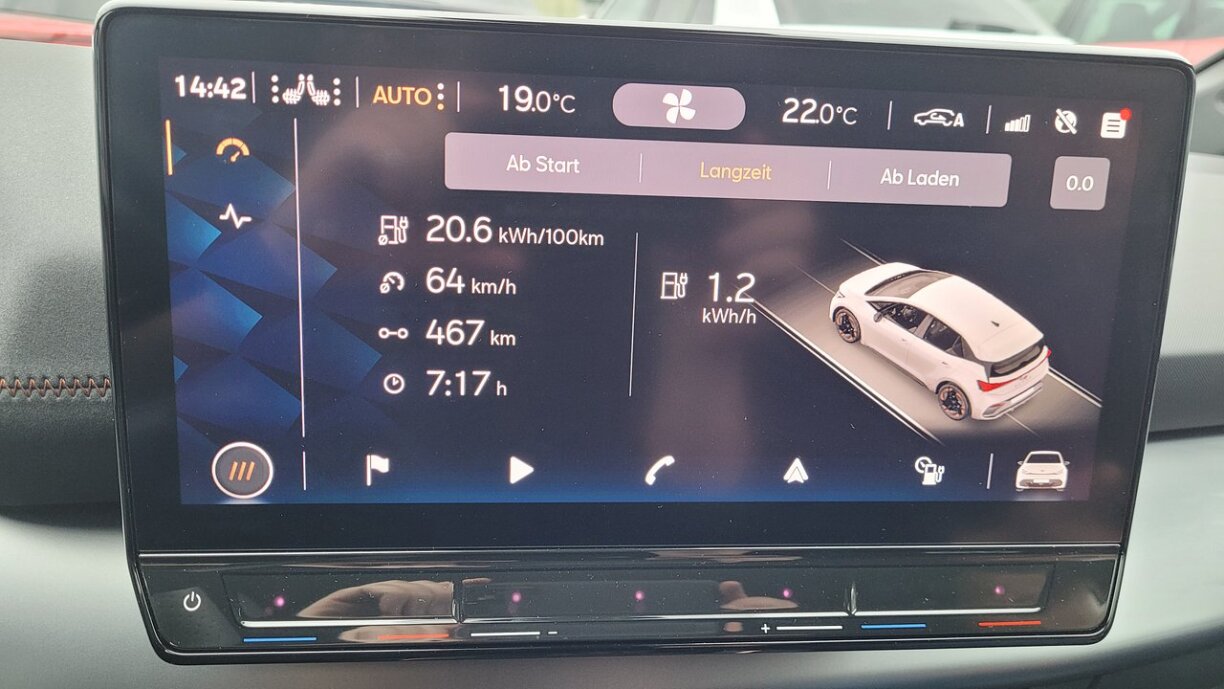 14:42 AUTO 19.0°C 22.0°C A
Ab Start Langzeit Ab Laden 0.0
20.6 kWh/100km
64 km/h
467 km
7:17 h
1.2
kWh/h
- +